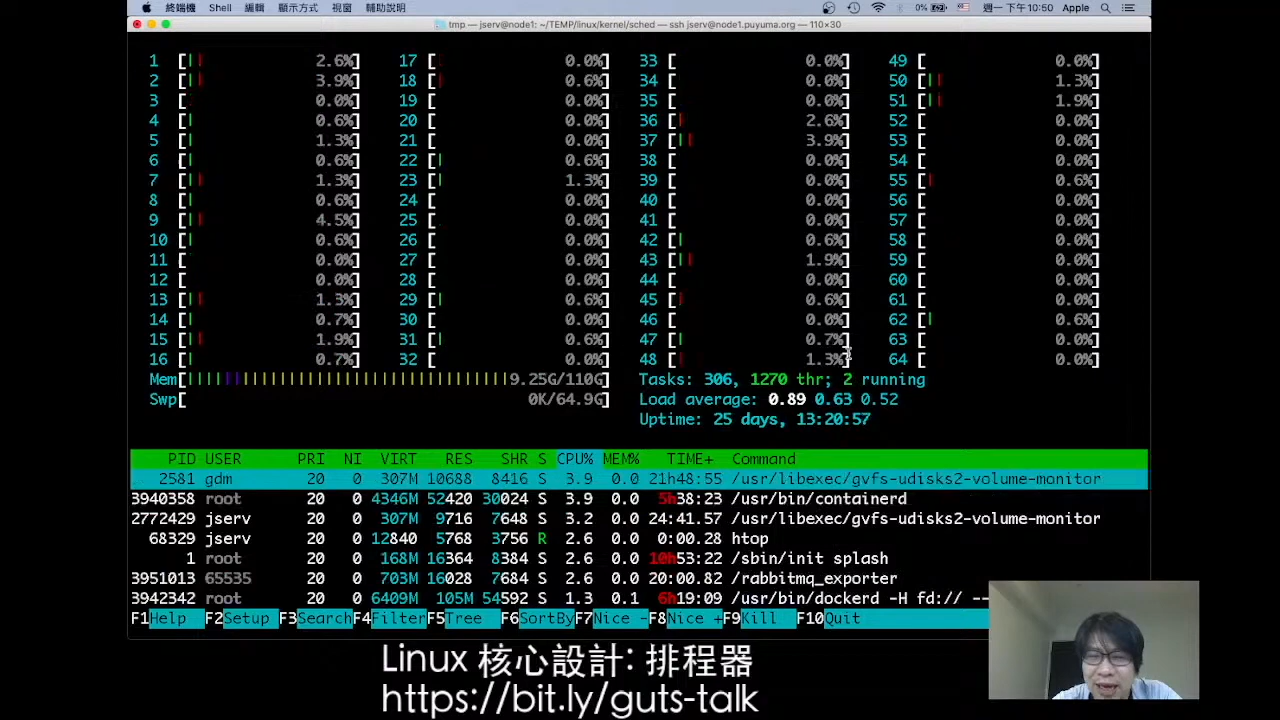 終端機 Shell 編輯 顯示方式 視窗 輔助說明 0% 週一 下午10:50 Apple
tmp — jserv@node1: ~/TEMP/linux/kernel/sched — ssh jserv@node1.puyuma.org — 110×30
1 [|| 2.6%] 17 [ 0.0%] 33 [ 0.0%] 49 [ 0.0%]
2 [|| 3.9%] 18 [| 0.6%] 34 [ 0.0%] 50 [|| 1.3%]
3 [ 0.0%] 19 [ 0.0%] 35 [ 0.0%] 51 [|| 1.9%]
4 [| 0.6%] 20 [ 0.0%] 36 [| 2.6%] 52 [ 0.0%]
5 [| 1.3%] 21 [ 0.0%] 37 [|| 3.9%] 53 [ 0.0%]
6 [| 0.6%] 22 [| 0.6%] 38 [ 0.0%] 54 [ 0.0%]
7 [|| 1.3%] 23 [| 1.3%] 39 [ 0.0%] 55 [| 0.6%]
8 [| 0.6%] 24 [ 0.0%] 40 [ 0.0%] 56 [ 0.0%]
9 [|| 4.5%] 25 [ 0.0%] 41 [ 0.0%] 57 [ 0.0%]
10 [| 0.6%] 26 [ 0.0%] 42 [| 0.6%] 58 [ 0.0%]
11 [ 0.0%] 27 [ 0.0%] 43 [|| 1.9%] 59 [ 0.0%]
12 [ 0.0%] 28 [ 0.0%] 44 [ 0.0%] 60 [ 0.0%]
13 [|| 1.3%] 29 [| 0.6%] 45 [| 0.6%] 61 [ 0.0%]
14 [| 0.7%] 30 [ 0.0%] 46 [ 0.0%] 62 [| 0.6%]
15 [|| 1.9%] 31 [| 0.6%] 47 [| 0.7%] 63 [ 0.0%]
16 [| 0.7%] 32 [ 0.0%] 48 [| 1.3%] 64 [ 0.0%]
Mem[|||||||||||||||||||||||||||||| 9.25G/110G] Tasks: 306, 1270 thr; 2 running
Swp[ 0K/64.9G] Load average: 0.89 0.63 0.52
Uptime: 25 days, 13:20:57
PID USER PRI NI VIRT RES SHR S CPU% MEM% TIME+ Command
2581 gdm 20 0 307M 10688 8416 S 3.9 0.0 21h48:55 /usr/libexec/gvfs-udisks2-volume-monitor
3940358 root 20 0 4346M 52420 30024 S 3.9 0.0 5h38:23 /usr/bin/containerd
2772429 jserv 20 0 307M 9716 7648 S 3.2 0.0 24:41.57 /usr/libexec/gvfs-udisks2-volume-monitor
68329 jserv 20 0 12840 5768 3756 R 2.6 0.0 0:00.28 htop
1 root 20 0 168M 16364 8384 S 2.6 0.0 10h53:22 /sbin/init splash
3951013 65535 20 0 703M 16028 7684 S 2.6 0.0 20:00.82 /rabbitmq_exporter
3942342 root 20 0 6409M 105M 54592 S 1.3 0.1 6h19:09 /usr/bin/dockerd -H fd:// --
F1Help F2Setup F3SearchF4FilterF5Tree F6SortByF7Nice -F8Nice +F9Kill F10Quit
Linux 核心設計: 排程器
https://bit.ly/guts-talk